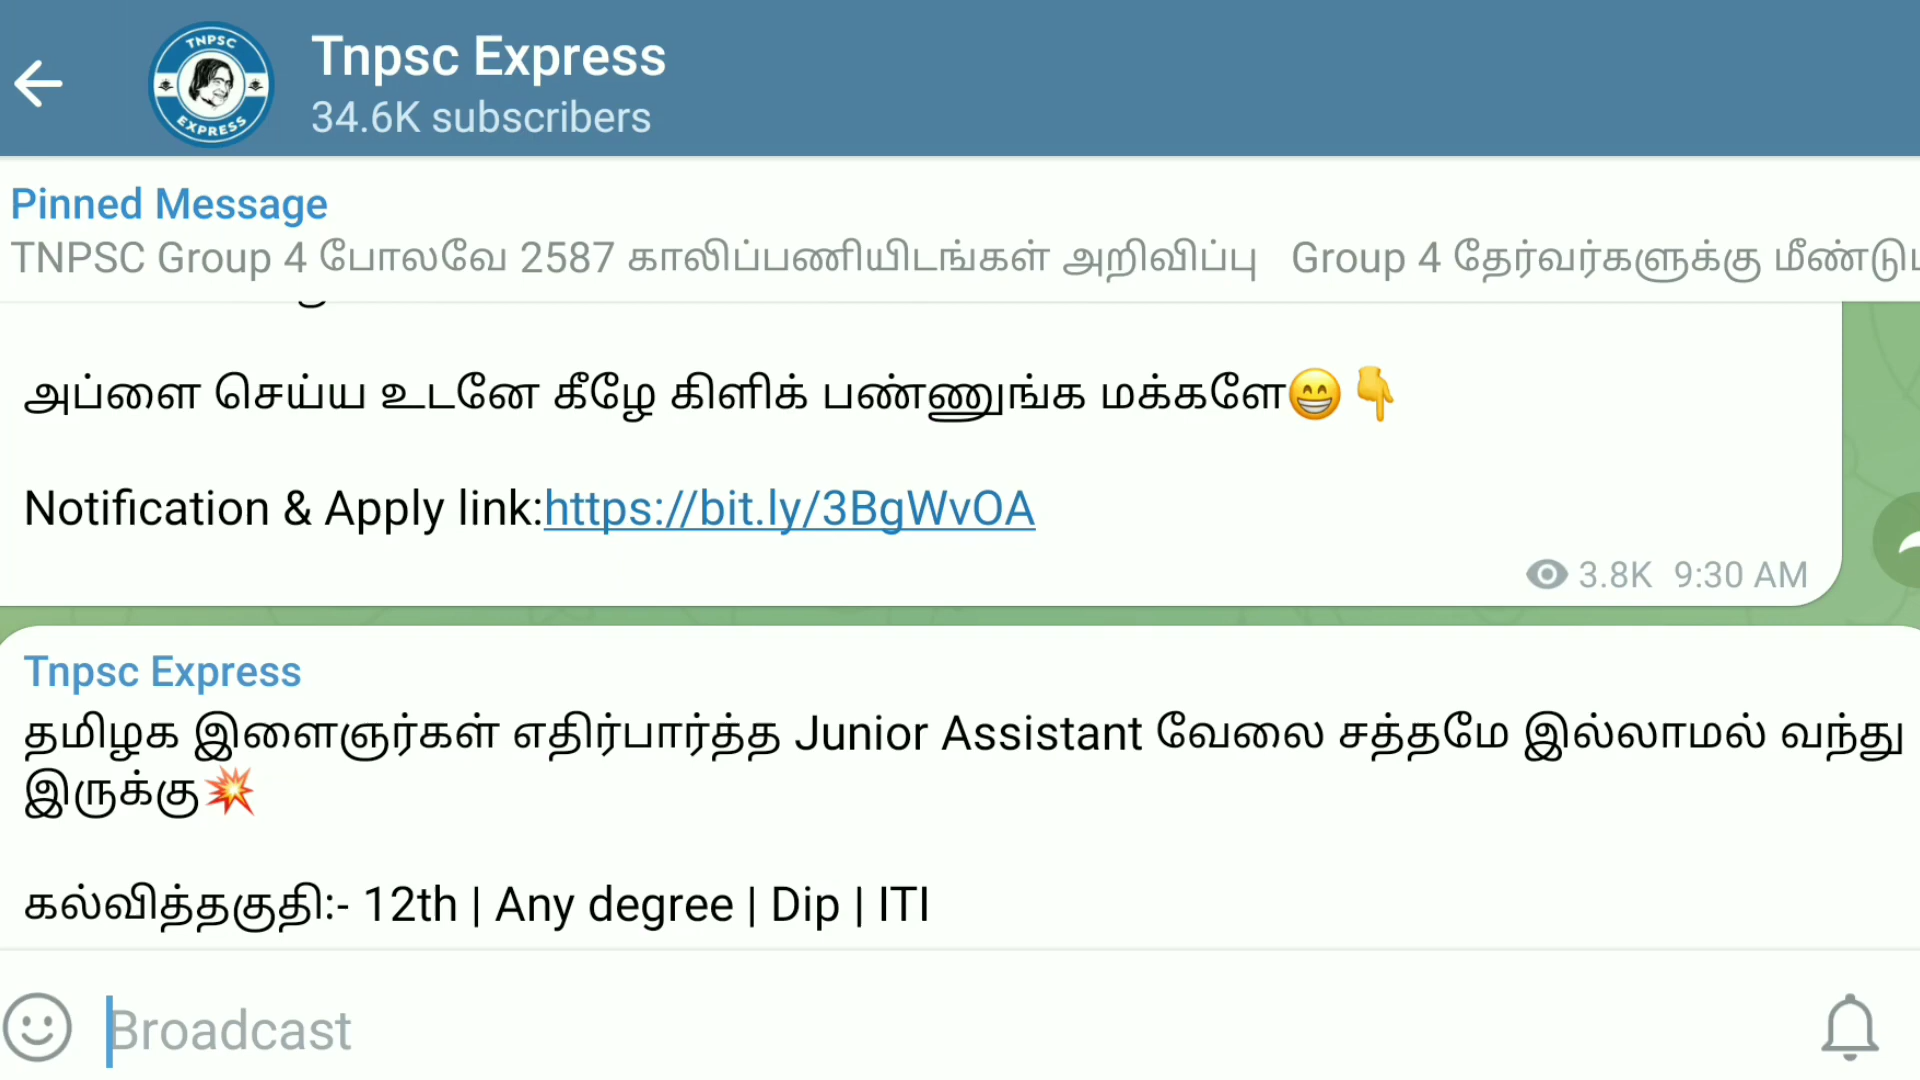 TNPSC
EXPRESS
Tnpsc Express
34.6K subscribers
Pinned Message
TNPSC Group 4 போலவே 2587 காலிப்பணியிடங்கள் அறிவிப்பு Group 4 தேர்வர்களுக்கு
அப்ளை செய்ய உடனே கீழே கிளிக் பண்ணுங்க மக்களே😁👇
Notification & Apply link:https://bit.ly/3BgWvOA
3.8K 9:30 AM
Tnpsc Express
தமிழக இளைஞர்கள் எதிர்பார்த்த Junior Assistant வேலை சத்தமே இல்லாமல் வந்து
இருக்கு💥
கல்வித்தகுதி:- 12th | Any degree | Dip | ITI
Broadcast